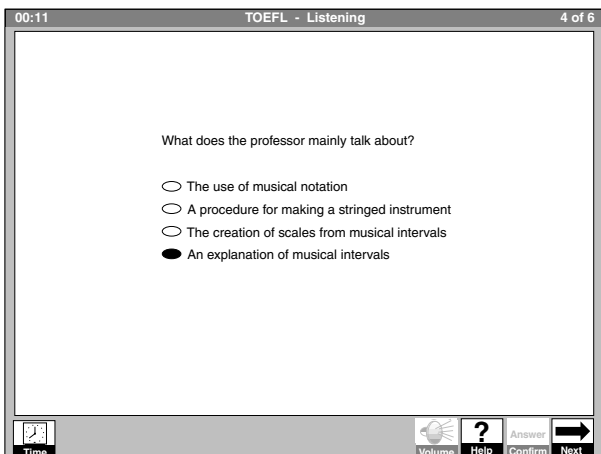 00:11 TOEFL - Listening 4 of 6
What does the professor mainly talk about?
The use of musical notation
A procedure for making a stringed instrument
The creation of scales from musical intervals
An explanation of musical intervals
? Answer
Time Volume Help Confirm Next